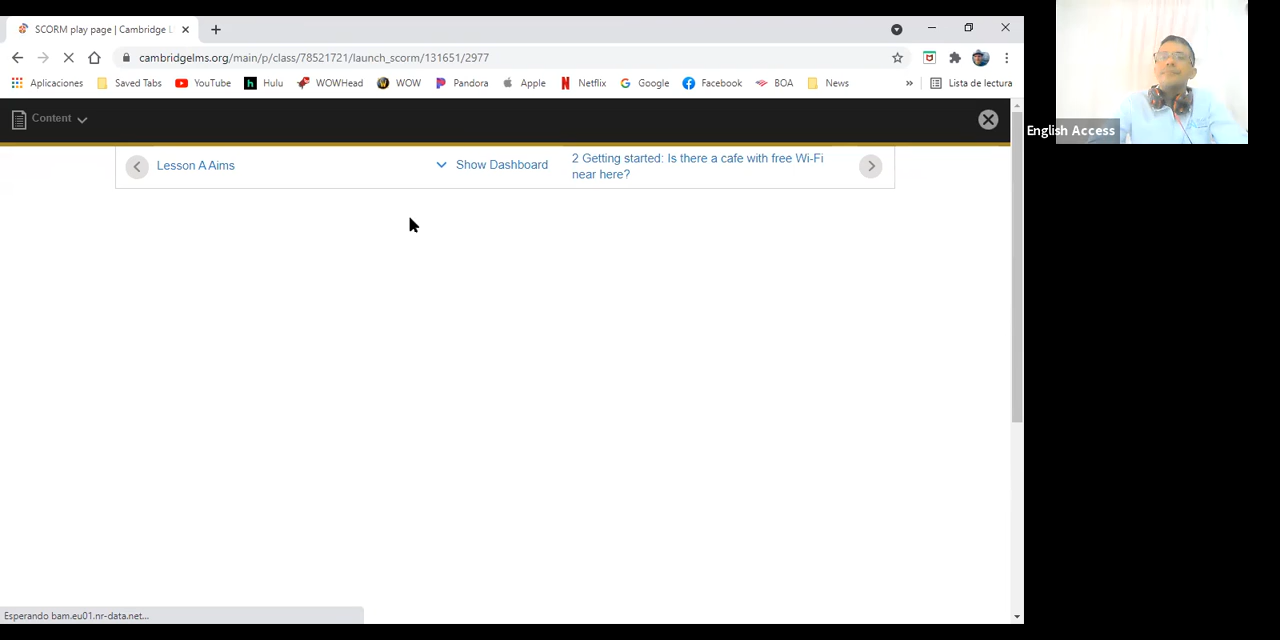 SCORM play page | Cambridge L
cambridgelms.org/main/p/class/78521721/launch_scorm/131651/2977
Aplicaciones Saved Tabs YouTube Hulu WOWHead WOW Pandora Apple Netflix Google Facebook BOA News » Lista de lectura
Content
English Access
Lesson A Aims
Show Dashboard
2 Getting started: Is there a cafe with free Wi-Fi
near here?
Esperando bam.eu01.nr-data.net...